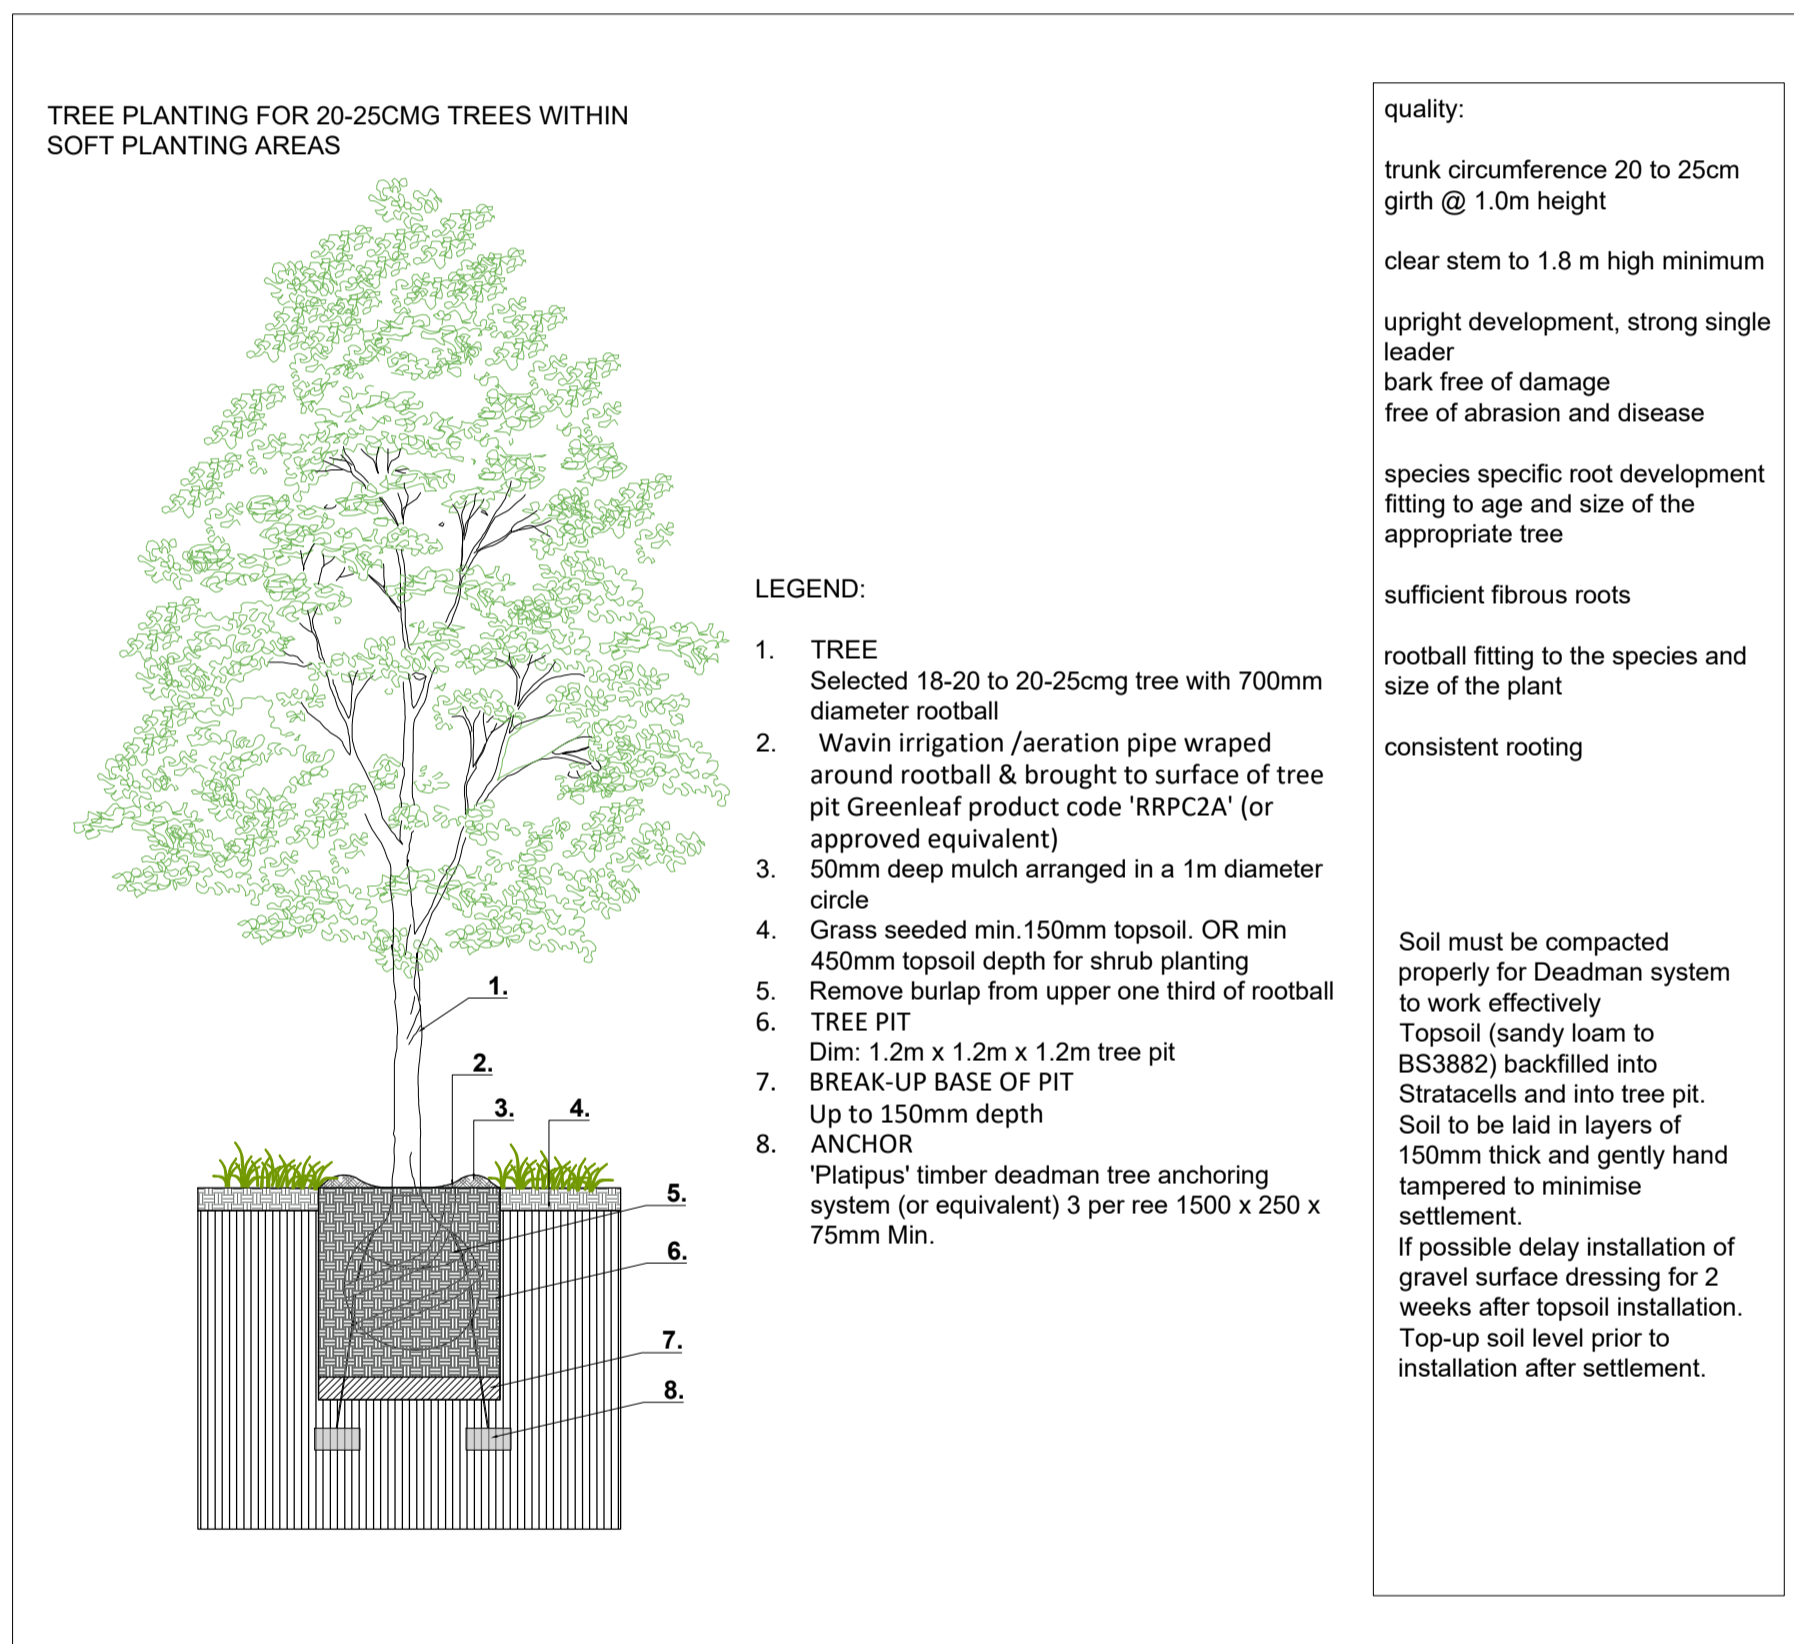 TREE PLANTING FOR 20-25CMG TREES WITHIN
SOFT PLANTING AREAS
1.
2.
3.
4.
5.
6.
7.
8.
LEGEND:
1. TREE
Selected 18-20 to 20-25cmg tree with 700mm
diameter rootball
2. Wavin irrigation /aeration pipe wraped
around rootball & brought to surface of tree
pit Greenleaf product code 'RRPC2A' (or
approved equivalent)
3. 50mm deep mulch arranged in a 1m diameter
circle
4. Grass seeded min.150mm topsoil. OR min
450mm topsoil depth for shrub planting
5. Remove burlap from upper one third of rootball
6. TREE PIT
Dim: 1.2m x 1.2m x 1.2m tree pit
7. BREAK-UP BASE OF PIT
Up to 150mm depth
8. ANCHOR
'Platipus' timber deadman tree anchoring
system (or equivalent) 3 per ree 1500 x 250 x
75mm Min.
quality:
trunk circumference 20 to 25cm
girth @ 1.0m height
clear stem to 1.8 m high minimum
upright development, strong single
leader
bark free of damage
free of abrasion and disease
species specific root development
fitting to age and size of the
appropriate tree
sufficient fibrous roots
rootball fitting to the species and
size of the plant
consistent rooting
Soil must be compacted
properly for Deadman system
to work effectively
Topsoil (sandy loam to
BS3882) backfilled into
Stratacells and into tree pit.
Soil to be laid in layers of
150mm thick and gently hand
tampered to minimise
settlement.
If possible delay installation of
gravel surface dressing for 2
weeks after topsoil installation.
Top-up soil level prior to
installation after settlement.